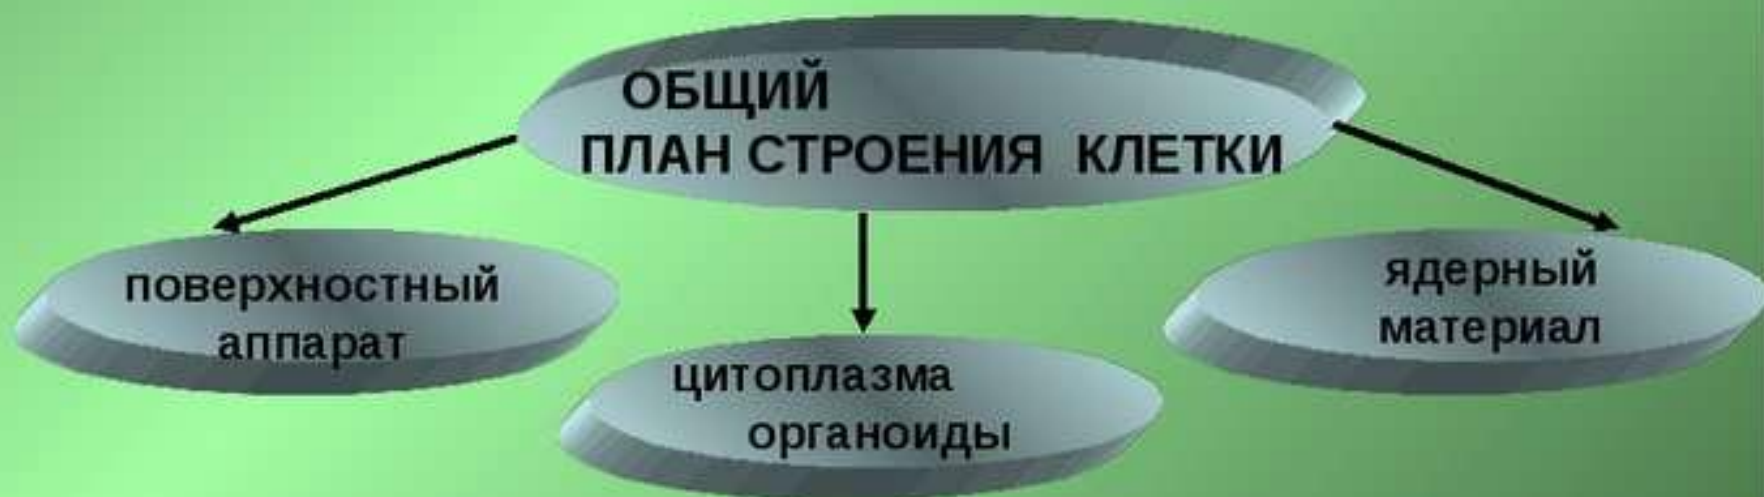 ОБЩИЙ
ПЛАН СТРОЕНИЯ КЛЕТКИ
поверхностный
аппарат
цитоплазма
органоиды
ядерный
материал